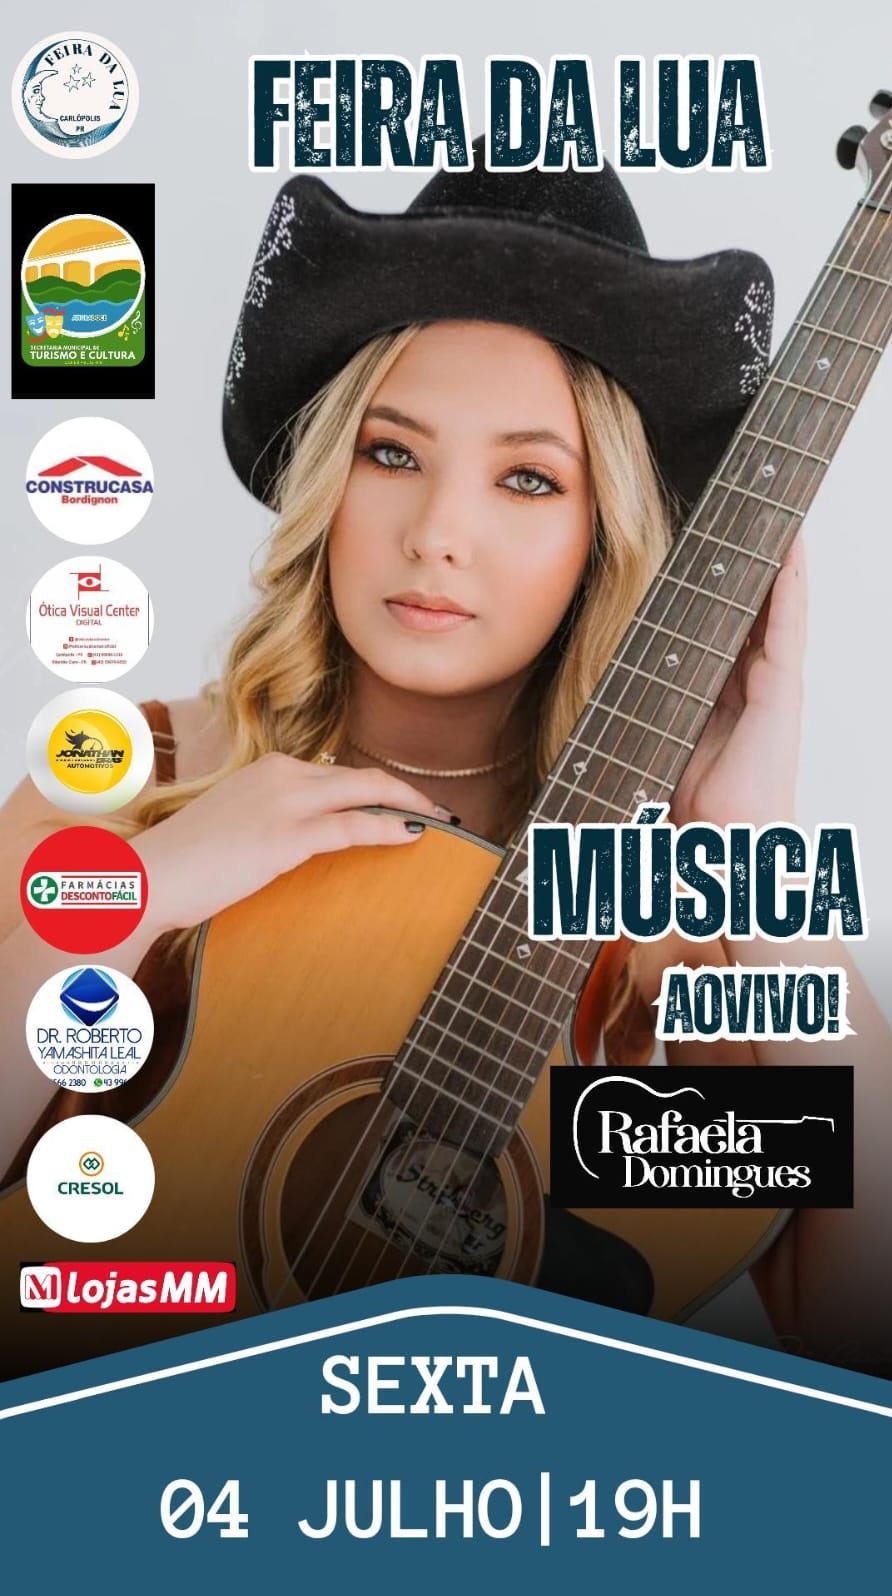 FEIRA DA LUA
CARLÓPOLIS
PR
FEIRA DA LUA
SECRETARIA MUNICIPAL DE
TURISMO E CULTURA
CONSTRUCASA
Bordignon
Ótica Visual Center
DIGITAL
JONATHAN
AUTOMOTIVOS
FARMÁCIAS
DESCONTOFÁCIL
DR. ROBERTO
YAMASHITA LEAL
ODONTOLOGIA
566 2380
CRESOL
M lojasMM
MÚSICA
AOVIVO!
Rafaela
Domingues
SEXTA
04 JULHO|19H